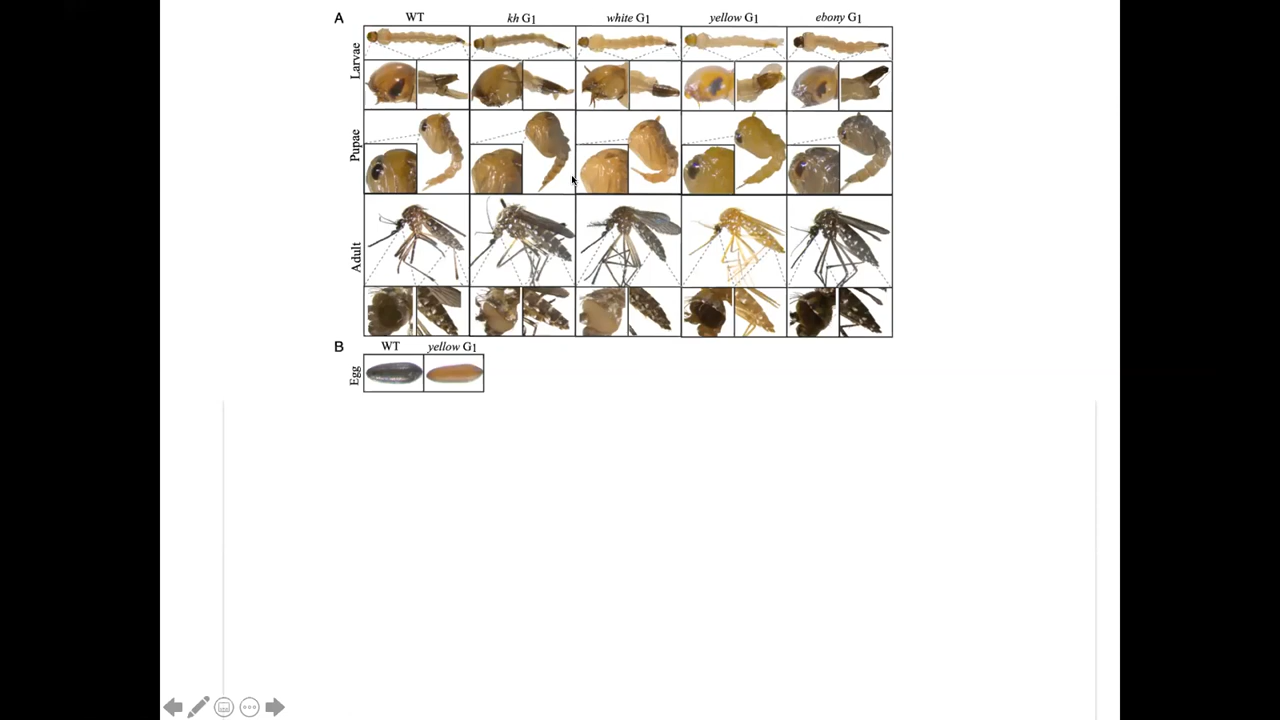 A
WT kh G1 white G1 yellow G1 ebony G1
Larvae
Pupae
Adult
B
WT yellow G1
Egg